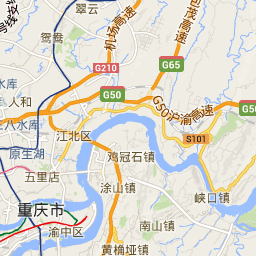 翠云
鸳鸯
机场高速
包茂高速
G210
G65
水库
人和
G50
G50沪渝高速
G50
八水库
江北区
S101
原生湖
鸡冠石镇
五里店
涂山镇
峡口镇
重庆市
渝中区
南山镇
黄桷垭镇